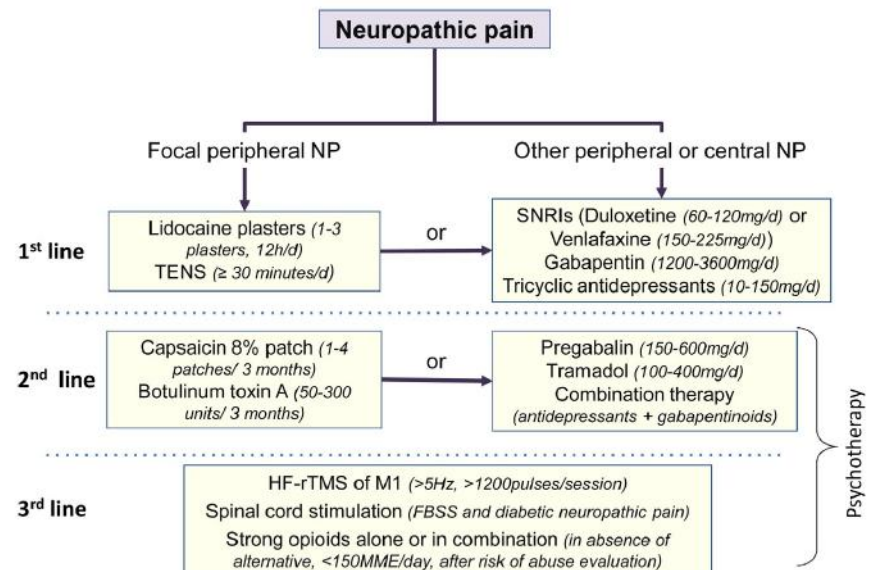 Neuropathic pain
Focal peripheral NP
Other peripheral or central NP
1st line
Lidocaine plasters (1-3
plasters, 12h/d)
TENS (≥ 30 minutes/d)
or
SNRIs (Duloxetine (60-120mg/d) or
Venlafaxine (150-225mg/d))
Gabapentin (1200-3600mg/d)
Tricyclic antidepressants (10-150mg/d)
2nd line
Capsaicin 8% patch (1-4
patches/ 3 months)
Botulinum toxin A (50-300
units/ 3 months)
or
Pregabalin (150-600mg/d)
Tramadol (100-400mg/d)
Combination therapy
(antidepressants + gabapentinoids)
3rd line
HF-rTMS of M1 (>5Hz, >1200pulses/session)
Spinal cord stimulation (FBSS and diabetic neuropathic pain)
Strong opioids alone or in combination (in absence of
alternative, <150MME/day, after risk of abuse evaluation)
Psychotherapy